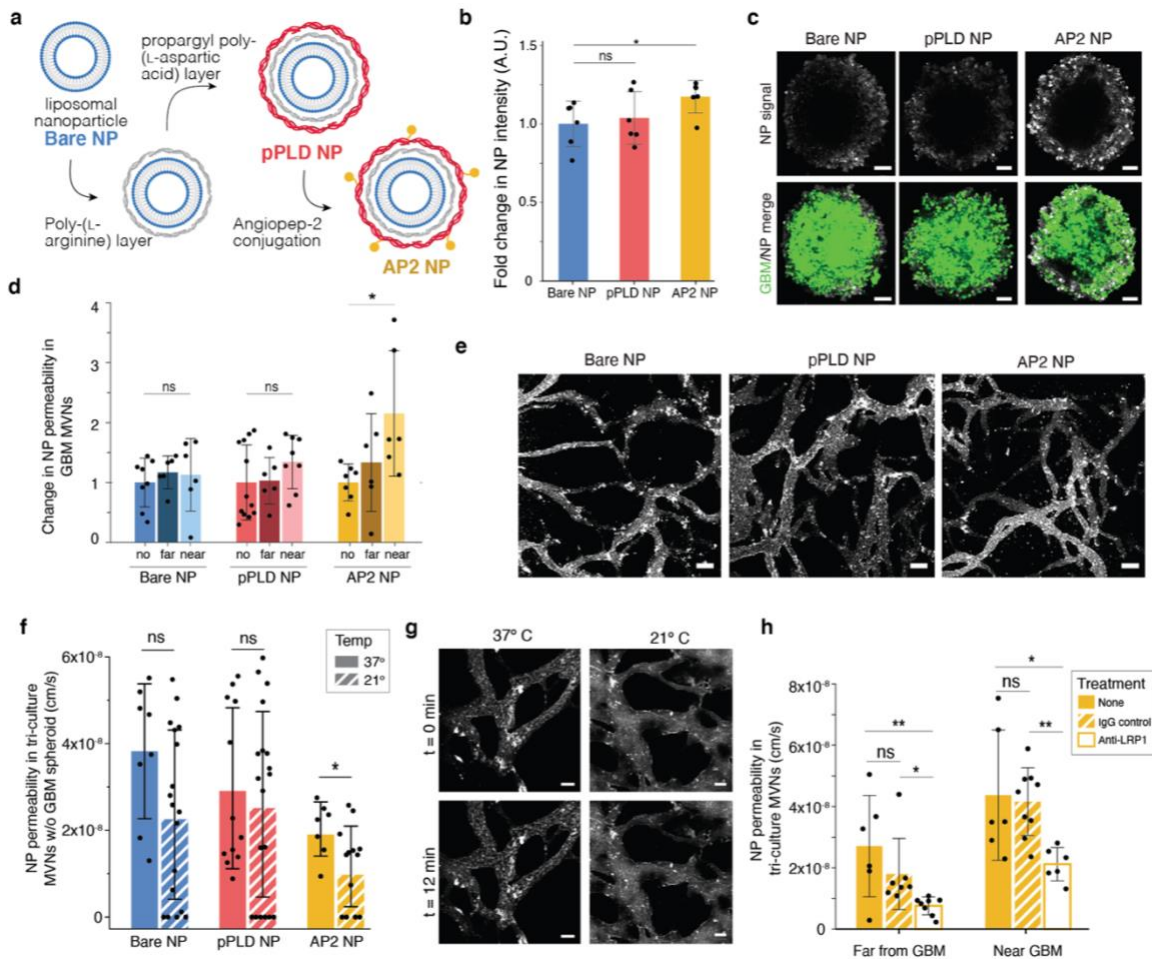 a
liposomal
nanoparticle
Bare NP
propargyl poly-
(L-aspartic
acid) layer
Poly-(L-
arginine) layer
pPLD NP
Angiopep-2
conjugation
AP2 NP
b
Fold change in NP intensity (A.U.)
1.5
1.0
0.5
0
*
ns
Bare NP
pPLD NP
AP2 NP
c
Bare NP
pPLD NP
AP2 NP
NP signal
GBM/NP merge
d
Change in NP permeability in
GBM MVNs
4
3
2
1
0
ns
ns
*
no far near
no far near
no far near
Bare NP
pPLD NP
AP2 NP
e
Bare NP
pPLD NP
AP2 NP
f
NP permeability in tri-culture
MVNs w/o GBM spheroid (cm/s)
6x10⁻⁸
4x10⁻⁸
2x10⁻⁸
0
ns
ns
*
Temp
37°
21°
Bare NP
pPLD NP
AP2 NP
g
37° C
21° C
t = 0 min
t = 12 min
h
NP permeability in
tri-culture MVNs (cm/s)
8x10⁻⁸
6x10⁻⁸
4x10⁻⁸
2x10⁻⁸
0
**
ns
*
*
ns
**
Treatment
None
IgG control
Anti-LRP1
Far from GBM
Near GBM